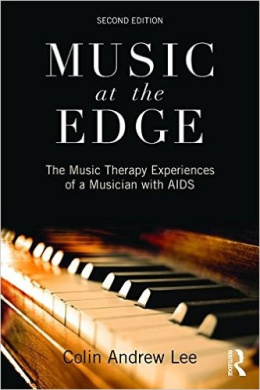 SECOND EDITION
MUSIC
at the
EDGE
The Music Therapy Experiences
of a Musician with AIDS
Colin Andrew Lee
R
ROUTLEDGE